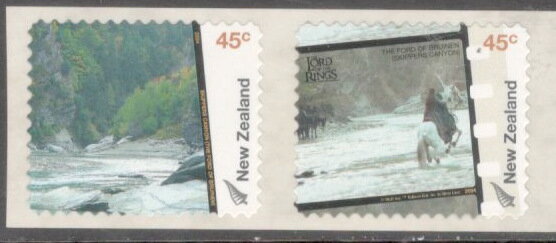 45c
New Zealand
SKIPPERS CANYON (THE FORD OF BRUINEN)
45c
THE FORD OF BRUINEN
(SKIPPERS CANYON)
THE
LORD
OF THE
RINGS
New Zealand
2004